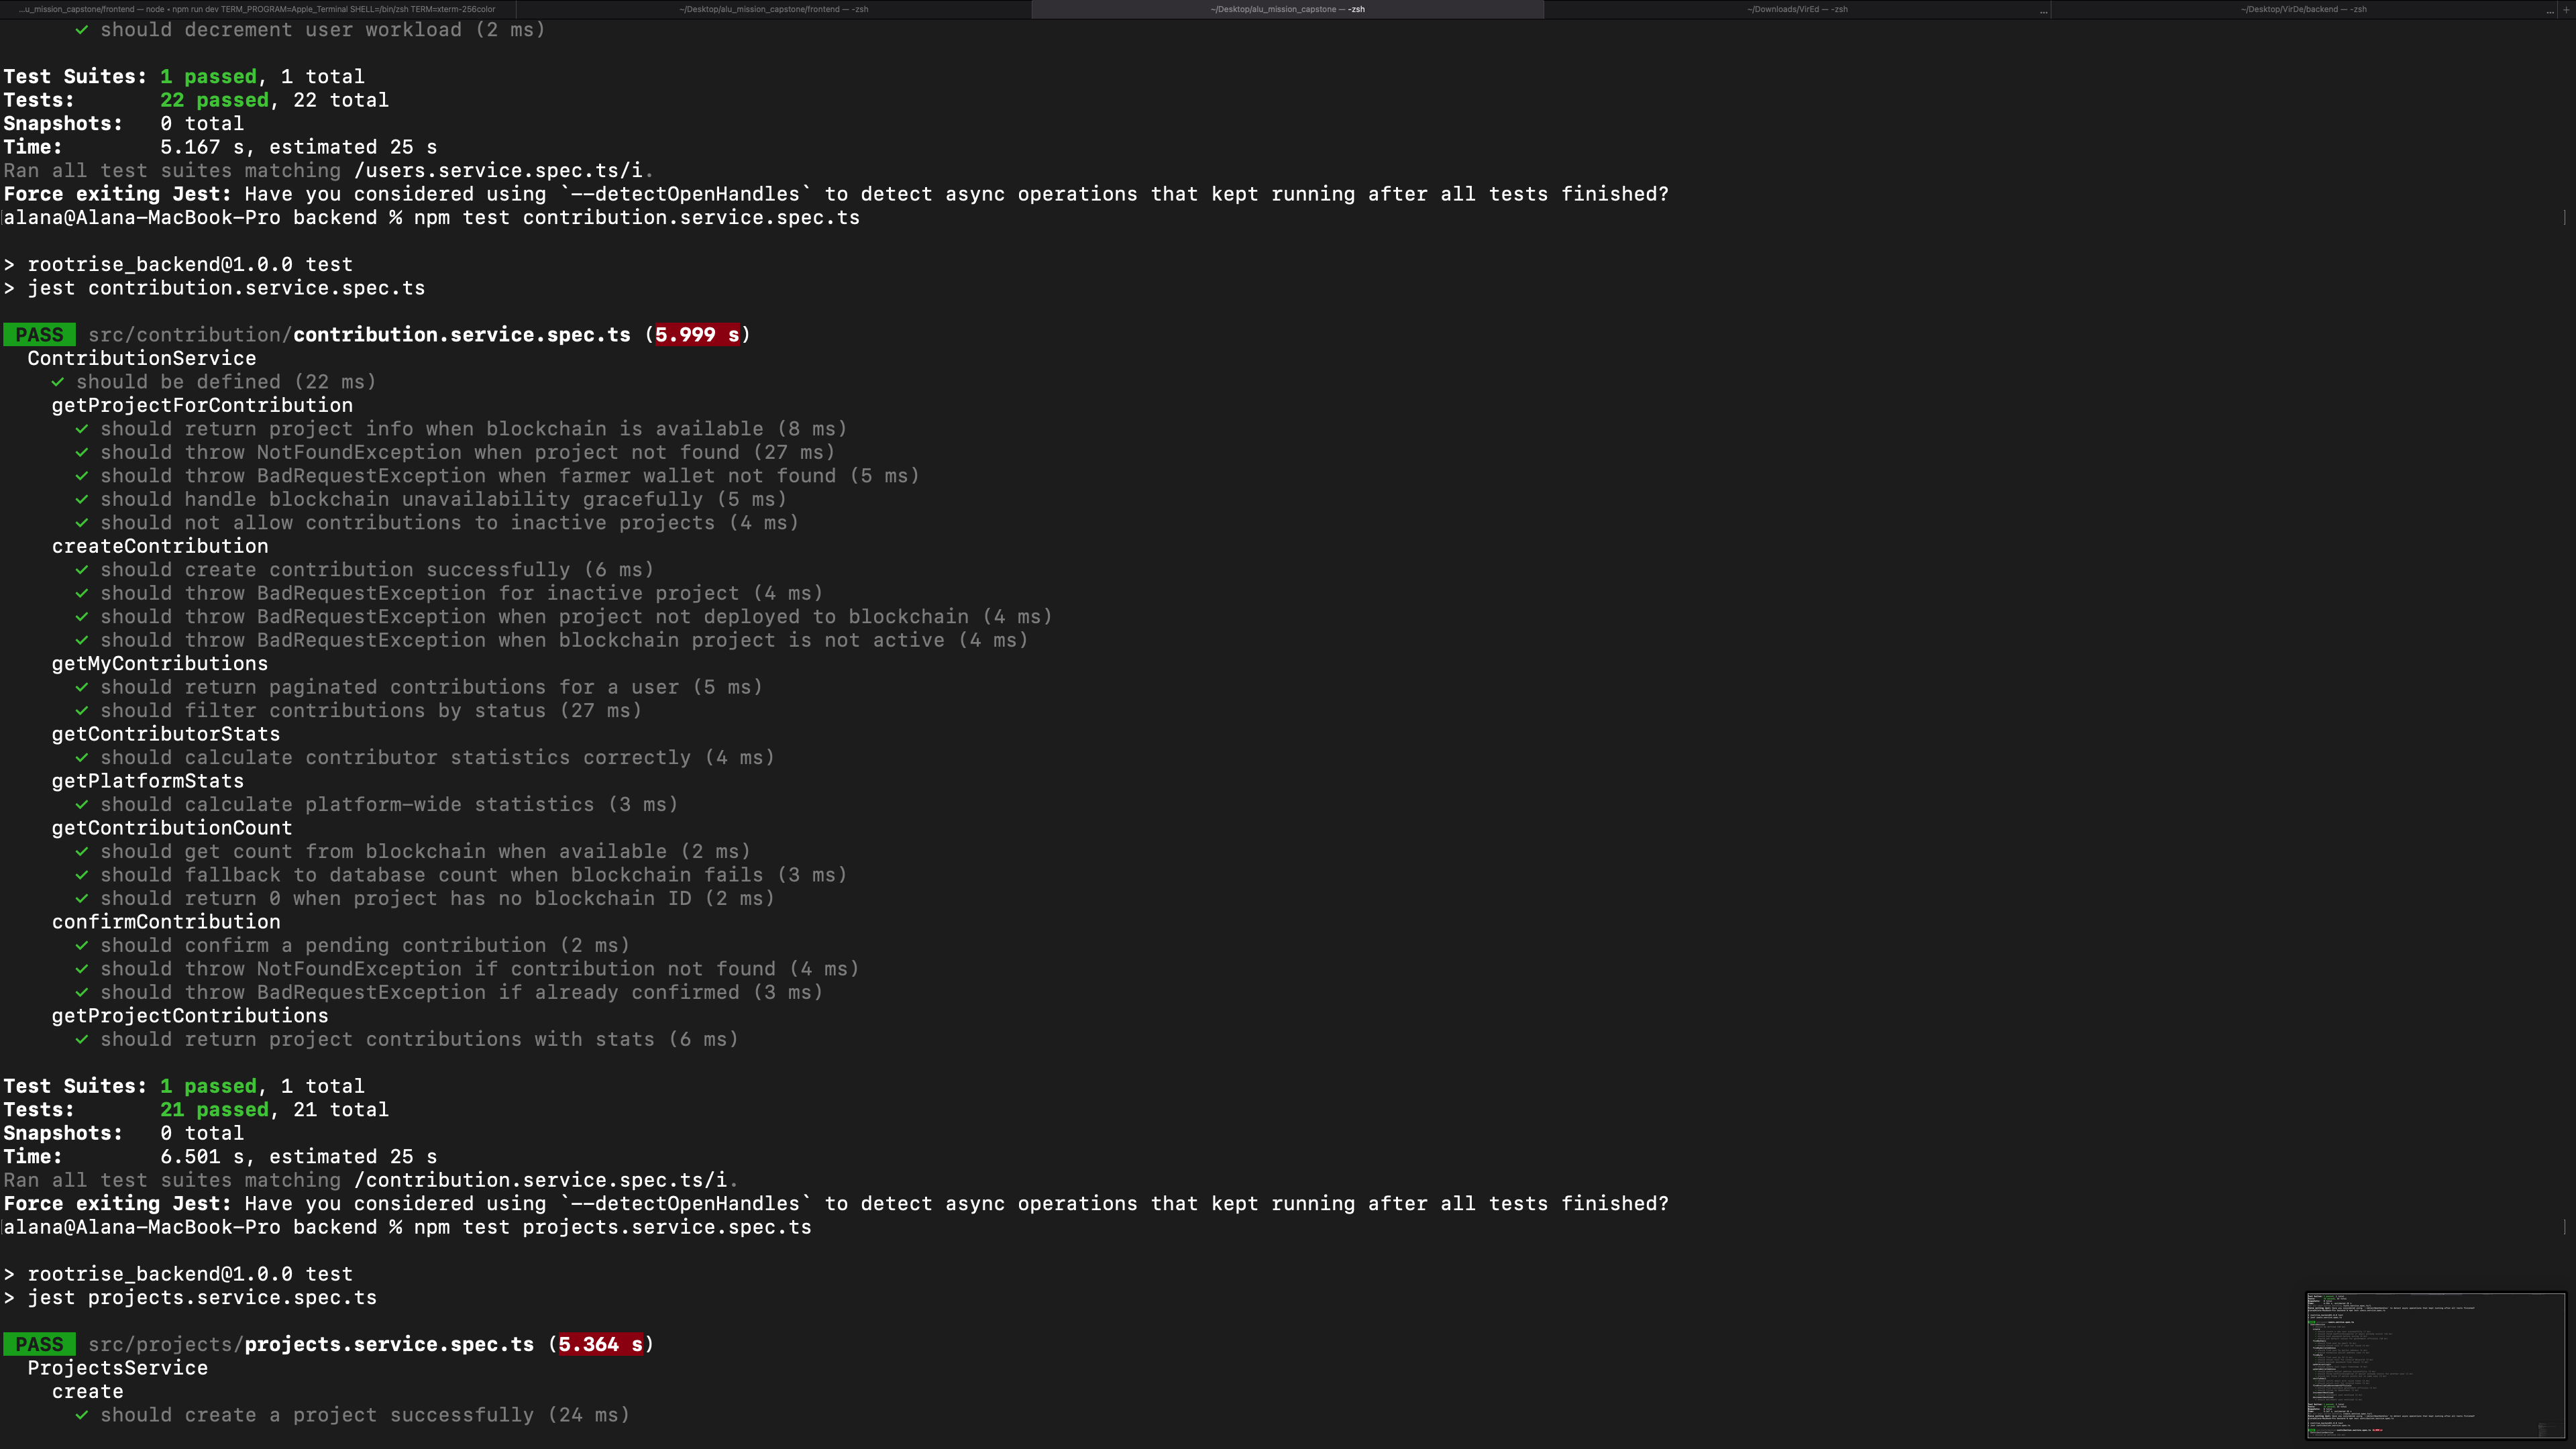 ...u_mission_capstone/frontend — node ◂ npm run dev TERM_PROGRAM=Apple_Terminal SHELL=/bin/zsh TERM=xterm-256color
~/Desktop/alu_mission_capstone/frontend — -zsh
~/Desktop/alu_mission_capstone — -zsh
~/Downloads/VirEd — -zsh ...
~/Desktop/VirDe/backend — -zsh ... +
✓ should decrement user workload (2 ms)
Test Suites: 1 passed, 1 total
Tests: 22 passed, 22 total
Snapshots: 0 total
Time: 5.167 s, estimated 25 s
Ran all test suites matching /users.service.spec.ts/i.
Force exiting Jest: Have you considered using `--detectOpenHandles` to detect async operations that kept running after all tests finished?
alana@Alana-MacBook-Pro backend % npm test contribution.service.spec.ts
> rootrise_backend@1.0.0 test
> jest contribution.service.spec.ts
PASS src/contribution/contribution.service.spec.ts (5.999 s)
ContributionService
✓ should be defined (22 ms)
getProjectForContribution
✓ should return project info when blockchain is available (8 ms)
✓ should throw NotFoundException when project not found (27 ms)
✓ should throw BadRequestException when farmer wallet not found (5 ms)
✓ should handle blockchain unavailability gracefully (5 ms)
✓ should not allow contributions to inactive projects (4 ms)
createContribution
✓ should create contribution successfully (6 ms)
✓ should throw BadRequestException for inactive project (4 ms)
✓ should throw BadRequestException when project not deployed to blockchain (4 ms)
✓ should throw BadRequestException when blockchain project is not active (4 ms)
getMyContributions
✓ should return paginated contributions for a user (5 ms)
✓ should filter contributions by status (27 ms)
getContributorStats
✓ should calculate contributor statistics correctly (4 ms)
getPlatformStats
✓ should calculate platform-wide statistics (3 ms)
getContributionCount
✓ should get count from blockchain when available (2 ms)
✓ should fallback to database count when blockchain fails (3 ms)
✓ should return 0 when project has no blockchain ID (2 ms)
confirmContribution
✓ should confirm a pending contribution (2 ms)
✓ should throw NotFoundException if contribution not found (4 ms)
✓ should throw BadRequestException if already confirmed (3 ms)
getProjectContributions
✓ should return project contributions with stats (6 ms)
Test Suites: 1 passed, 1 total
Tests: 21 passed, 21 total
Snapshots: 0 total
Time: 6.501 s, estimated 25 s
Ran all test suites matching /contribution.service.spec.ts/i.
Force exiting Jest: Have you considered using `--detectOpenHandles` to detect async operations that kept running after all tests finished?
alana@Alana-MacBook-Pro backend % npm test projects.service.spec.ts
> rootrise_backend@1.0.0 test
> jest projects.service.spec.ts
PASS src/projects/projects.service.spec.ts (5.364 s)
ProjectsService
create
✓ should create a project successfully (24 ms)